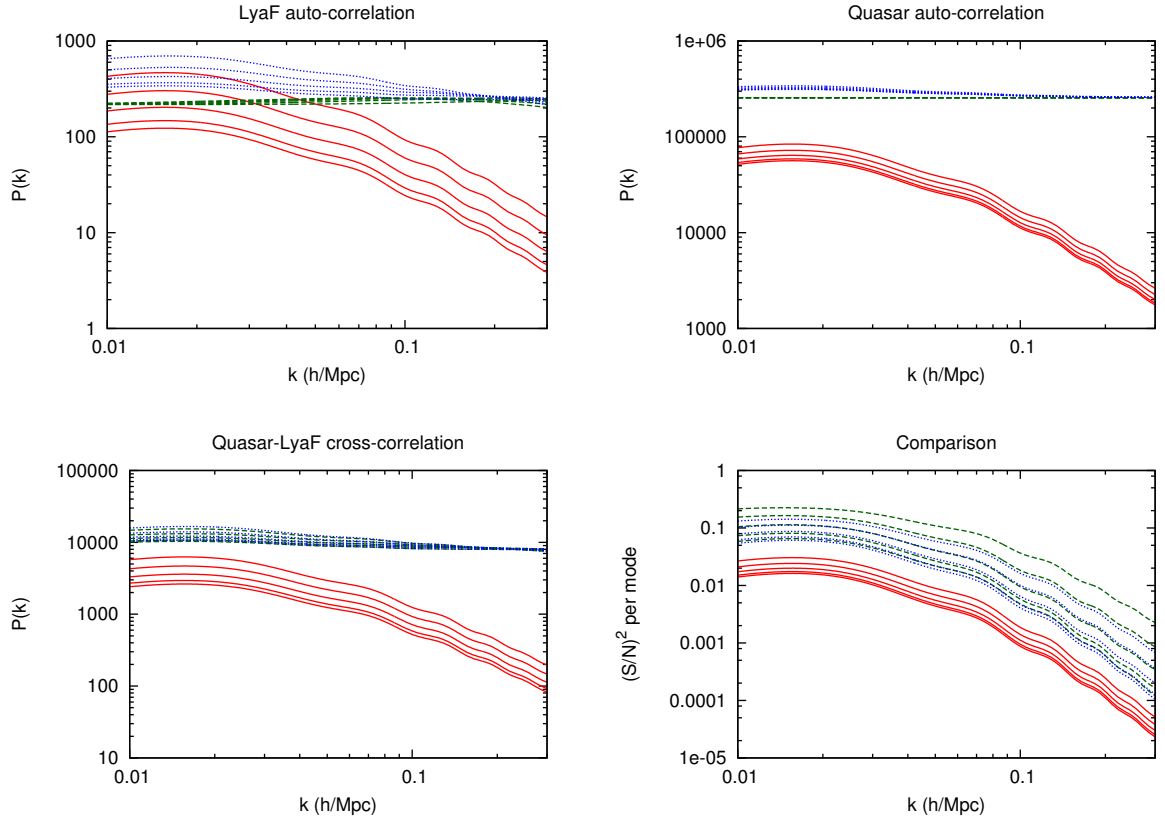 LyaF auto-correlation
P(k)
1000
100
10
1
0.01
0.1
k (h/Mpc)
Quasar auto-correlation
P(k)
1e+06
100000
10000
1000
0.01
0.1
k (h/Mpc)
Quasar-LyaF cross-correlation
P(k)
100000
10000
1000
100
10
0.01
0.1
k (h/Mpc)
Comparison
(S/N)² per mode
1
0.1
0.01
0.001
0.0001
1e-05
0.01
0.1
k (h/Mpc)